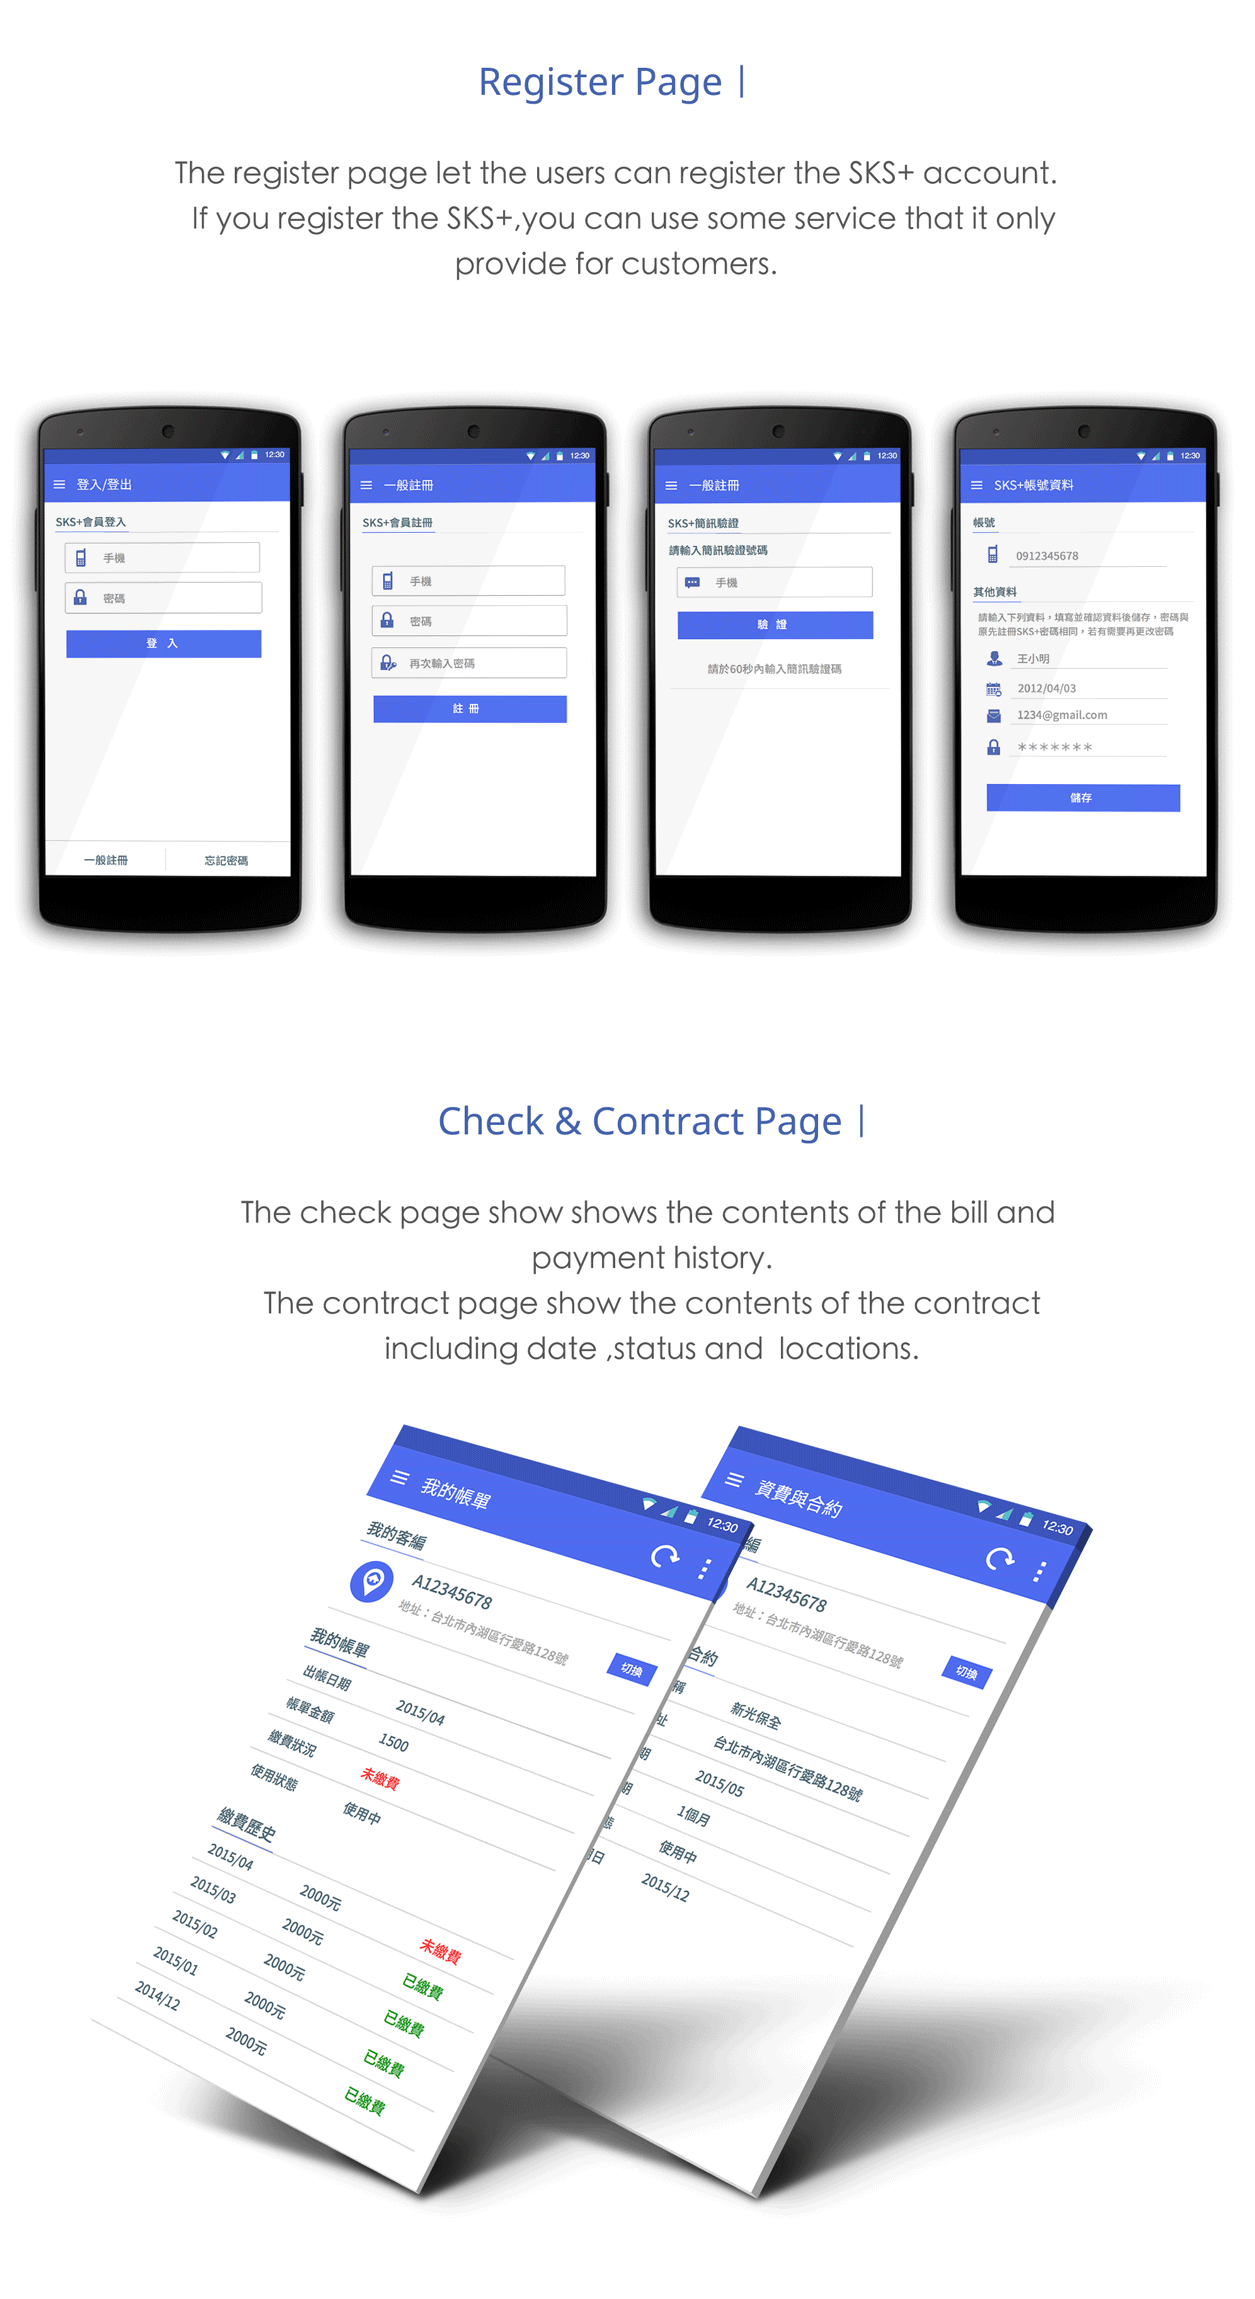 Register Page |
The register page let the users can register the SKS+ account.
If you register the SKS+,you can use some service that it only
provide for customers.
12:30
登入/登出
SKS+會員登入
手機
密碼
登 入
一般註冊
忘記密碼
12:30
一般註冊
SKS+會員註冊
手機
密碼
再次輸入密碼
註 冊
12:30
一般註冊
SKS+簡訊驗證
請輸入簡訊驗證號碼
手機
驗 證
請於60秒內輸入簡訊驗證碼
12:30
SKS+帳號資料
帳號
0912345678
其他資料
請輸入下列資料，填寫並確認資料後儲存，密碼與
原先註冊SKS+密碼相同，若有需要再更改密碼
王小明
2012/04/03
1234@gmail.com
*******
儲存
Check & Contract Page |
The check page show shows the contents of the bill and
payment history.
The contract page show the contents of the contract
including date ,status and  locations.
12:30
我的帳單
我的客編
A12345678
地址：台北市內湖區行愛路128號
切換
我的帳單
出帳日期 2015/04
帳單金額 1500
繳費狀況 未繳費
使用狀態 使用中
繳費歷史
2015/04 2000元 未繳費
2015/03 2000元 已繳費
2015/02 2000元 已繳費
2015/01 2000元 已繳費
2014/12 2000元 已繳費
12:30
資費與合約
編
A12345678
地址：台北市內湖區行愛路128號
切換
合約
稱 新光保全
址 台北市內湖區行愛路128號
期 2015/05
期 1個月
態 使用中
日 2015/12